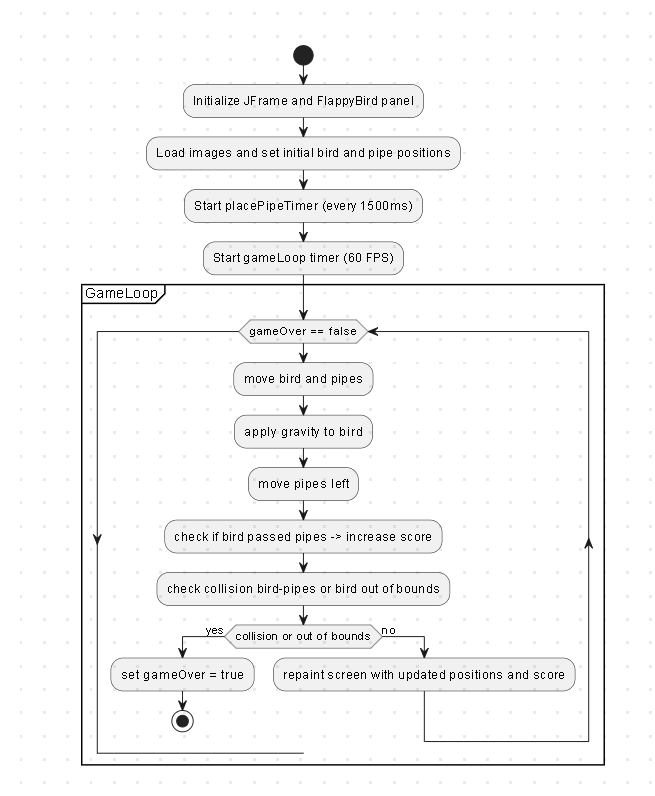 Initialize JFrame and FlappyBird panel
Load images and set initial bird and pipe positions
Start placePipeTimer (every 1500ms)
Start gameLoop timer (60 FPS)
GameLoop
gameOver == false
move bird and pipes
apply gravity to bird
move pipes left
check if bird passed pipes -> increase score
check collision bird-pipes or bird out of bounds
yes
collision or out of bounds
no
set gameOver = true
repaint screen with updated positions and score